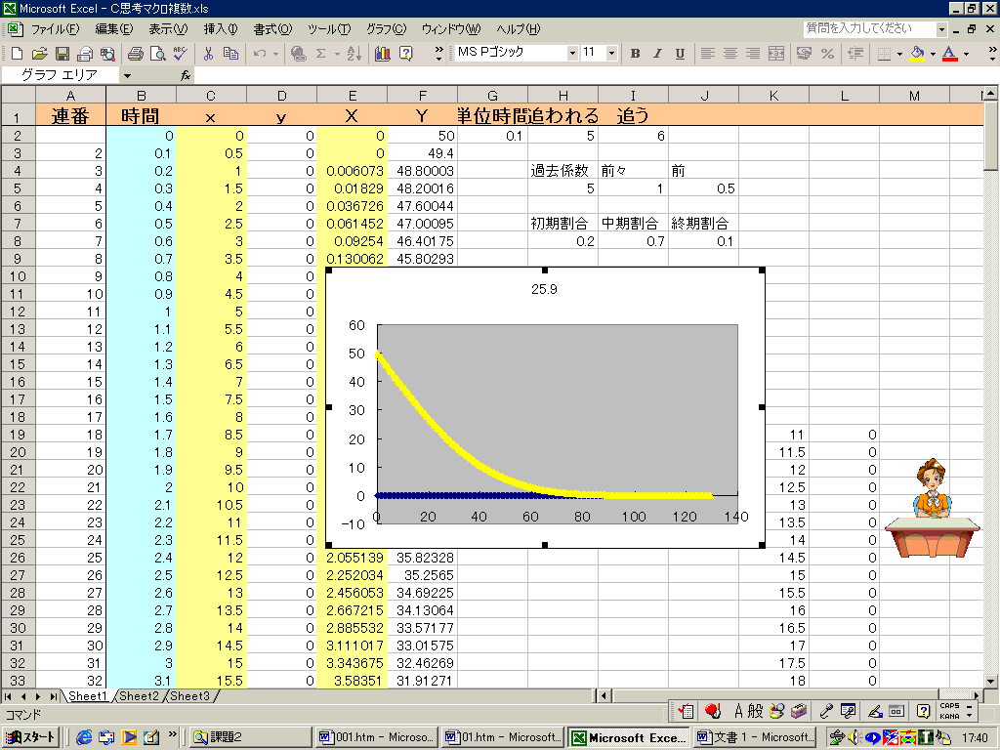 Microsoft Excel - C思考マクロ複数.xls
ファイル(F) 編集(E) 表示(V) 挿入(I) 書式(O) ツール(T) グラフ(C) ウィンドウ(W) ヘルプ(H) 質問を入力してください
MS Pゴシック 11 B I U
グラフ エリア fx
A B C D E F G H I J K L M
1 連番 時間 x y X Y 単位時間 追われる 追う
2 0 0 0 0 50 0.1 5 6
3 2 0.1 0.5 0 0 49.4
4 3 0.2 1 0 0.006073 48.80003 過去係数 前々 前
5 4 0.3 1.5 0 0.01829 48.20016 5 1 0.5
6 5 0.4 2 0 0.036726 47.60044
7 6 0.5 2.5 0 0.061452 47.00095 初期割合 中期割合 終期割合
8 7 0.6 3 0 0.09254 46.40175 0.2 0.7 0.1
9 8 0.7 3.5 0 0.130062 45.80293
10 9 0.8 4 0
11 10 0.9 4.5 0
12 11 1 5 0
13 12 1.1 5.5 0
14 13 1.2 6 0
15 14 1.3 6.5 0
16 15 1.4 7 0
17 16 1.5 7.5 0
18 17 1.6 8 0
19 18 1.7 8.5 0 11 0
20 19 1.8 9 0 11.5 0
21 20 1.9 9.5 0 12 0
22 21 2 10 0 12.5 0
23 22 2.1 10.5 0 13 0
24 23 2.2 11 0 13.5 0
25 24 2.3 11.5 0 14 0
26 25 2.4 12 0 2.055139 35.82328 14.5 0
27 26 2.5 12.5 0 2.252034 35.2565 15 0
28 27 2.6 13 0 2.456053 34.69225 15.5 0
29 28 2.7 13.5 0 2.667215 34.13064 16 0
30 29 2.8 14 0 2.885532 33.57177 16.5 0
31 30 2.9 14.5 0 3.111017 33.01575 17 0
32 31 3 15 0 3.343675 32.46269 17.5 0
33 32 3.1 15.5 0 3.58351 31.91271 18 0
25.9
60
50
40
30
20
10
0
-10
0 20 40 60 80 100 120 140
Sheet1 Sheet2 Sheet3
A 般 CAPS KANA
コマンド
スタート 課題2 001.htm - Microso... 01.htm - Microsoft... Microsoft Exce... 文書 1 - Microsoft... 17:40